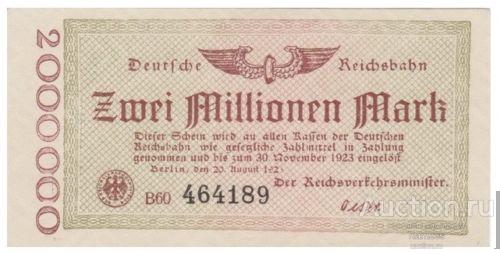 2000000
Deutsche Reichsbahn
Zwei Millionen Mark
Dieser Schein wird an allen Kassen der Deutschen
Reichsbahn wie gesetzliche Zahlmittel in Zahlung
genommen und bis zum 30. November 1923 eingelöst
Berlin, den 20. August 1923
Der Reichsverkehrsminister.
B60 464189
Oeser
auction.ru